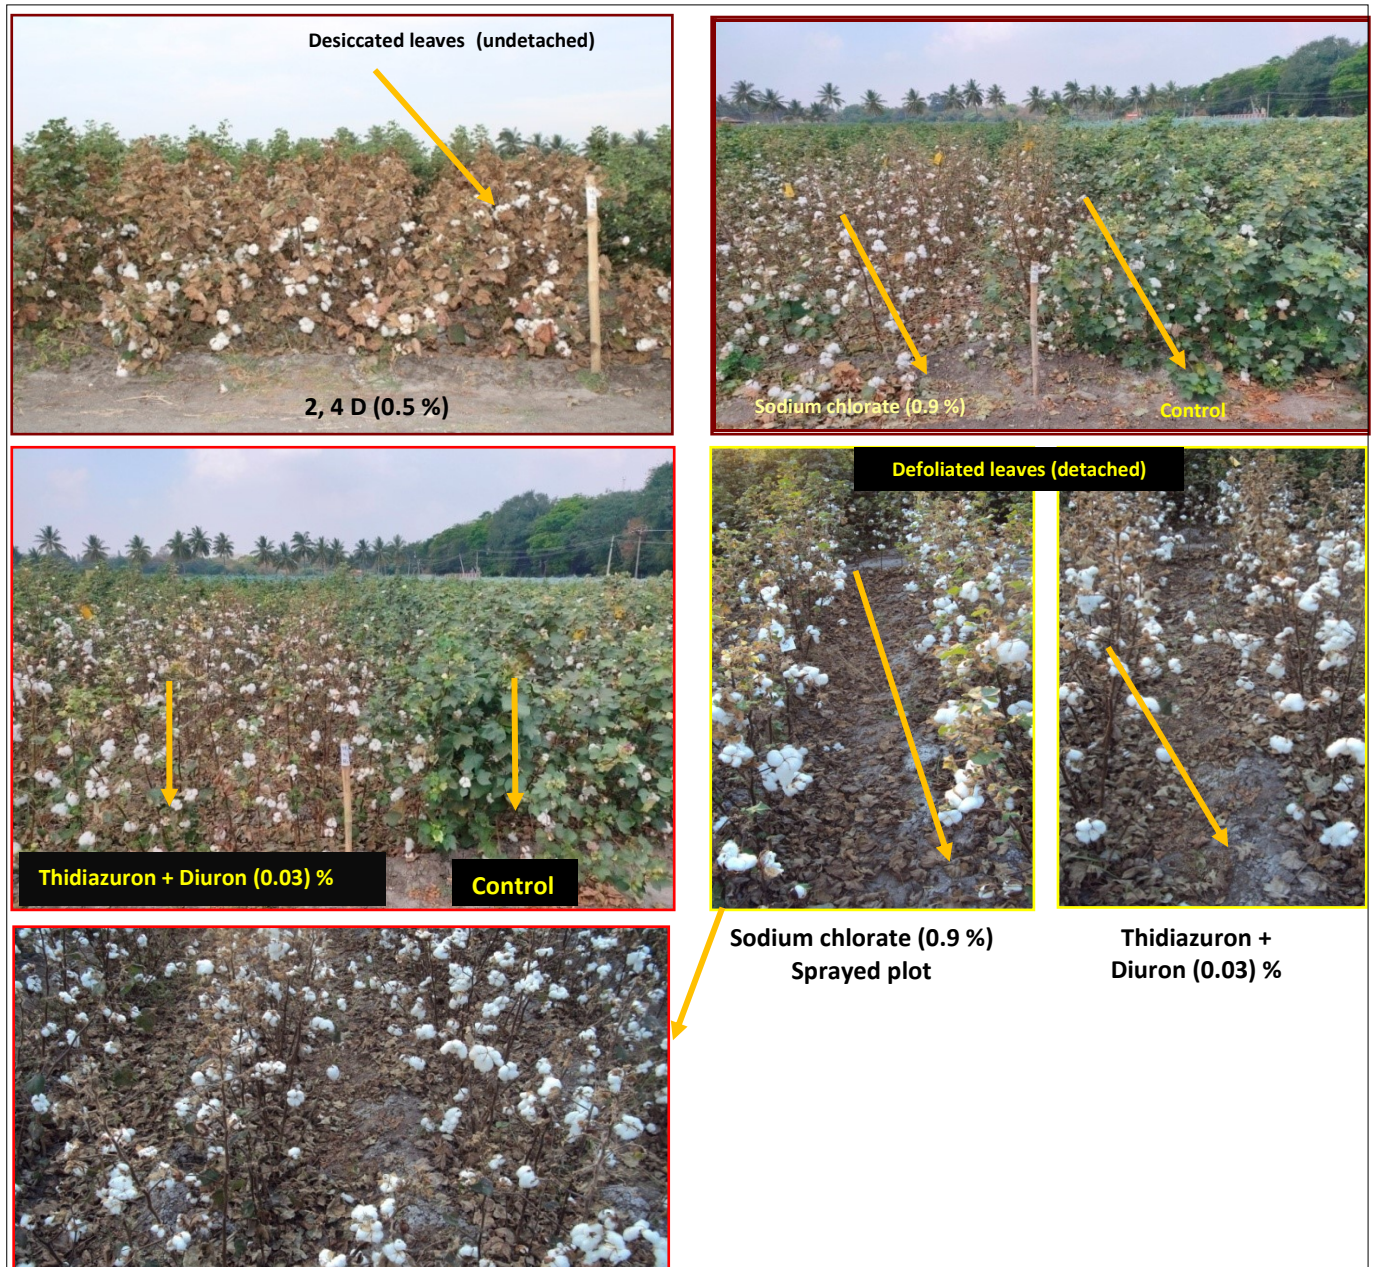 Desiccated leaves (undetached)
2, 4 D (0.5 %)
Sodium chlorate (0.9 %)
Control
Thidiazuron + Diuron (0.03) %
Control
Defoliated leaves (detached)
Sodium chlorate (0.9 %)
Sprayed plot
Thidiazuron +
Diuron (0.03) %